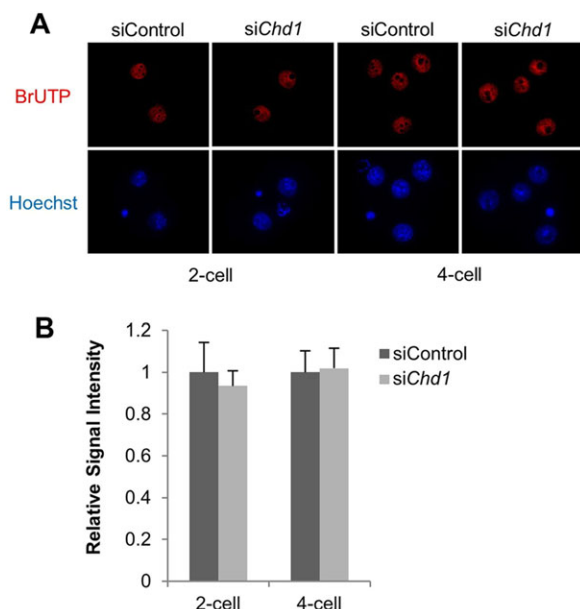 A
siControl siChd1 siControl siChd1
BrUTP
Hoechst
2-cell 4-cell
B
Relative Signal Intensity
1.2
1
0.8
0.6
0.4
0.2
0
2-cell 4-cell
siControl
siChd1